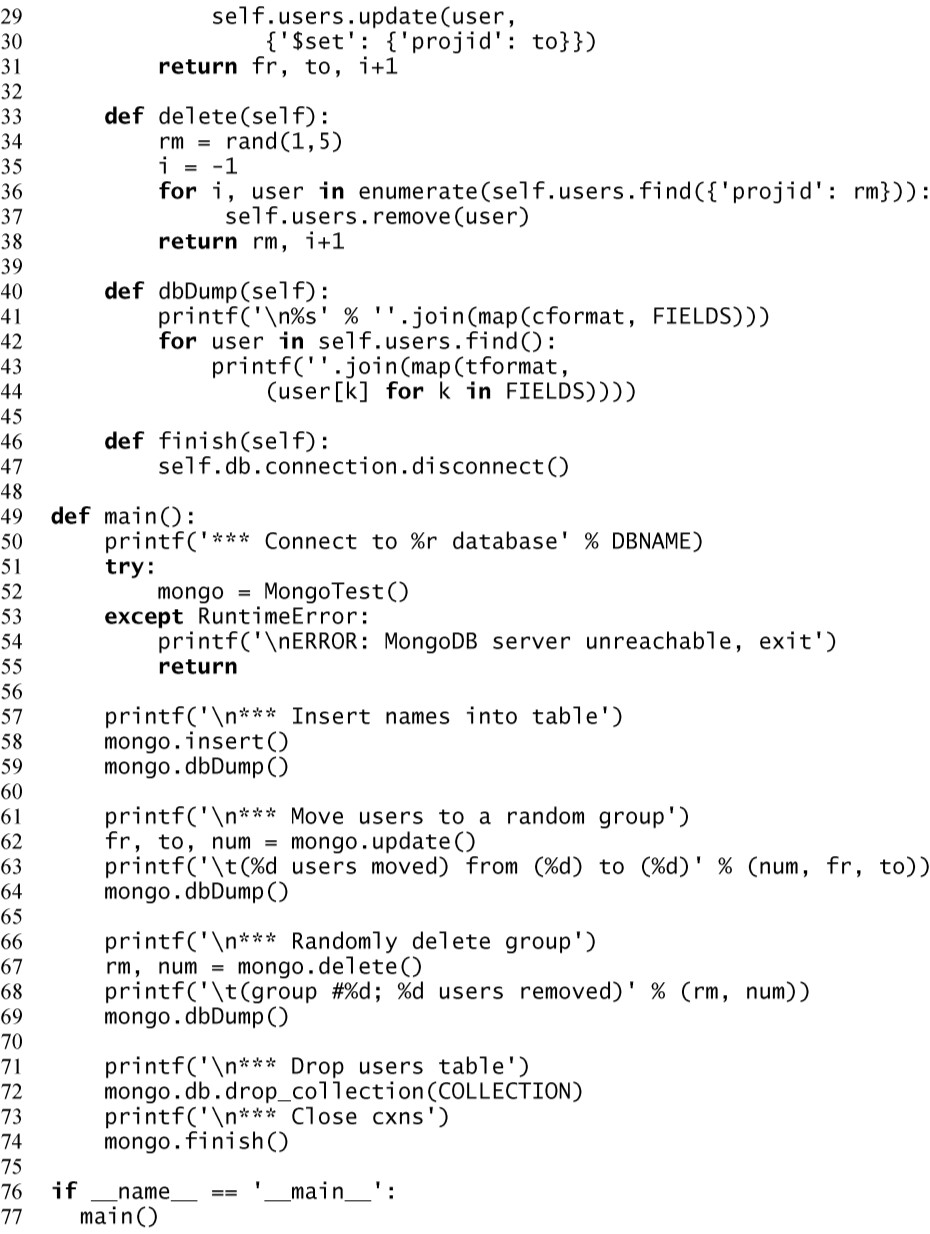 29                self.users.update(user,
30                    {'$set': {'projid': to}})
31            return fr, to, i+1
32
33        def delete(self):
34            rm = rand(1,5)
35            i = -1
36            for i, user in enumerate(self.users.find({'projid': rm})):
37                 self.users.remove(user)
38            return rm, i+1
39
40        def dbDump(self):
41            printf('\n%s' % ''.join(map(cformat, FIELDS)))
42            for user in self.users.find():
43                printf(''.join(map(tformat,
44                    (user[k] for k in FIELDS))))
45
46        def finish(self):
47            self.db.connection.disconnect()
48
49    def main():
50        printf('*** Connect to %r database' % DBNAME)
51        try:
52            mongo = MongoTest()
53        except RuntimeError:
54            printf('\nERROR: MongoDB server unreachable, exit')
55            return
56
57        printf('\n*** Insert names into table')
58        mongo.insert()
59        mongo.dbDump()
60
61        printf('\n*** Move users to a random group')
62        fr, to, num = mongo.update()
63        printf('\t(%d users moved) from (%d) to (%d)' % (num, fr, to))
64        mongo.dbDump()
65
66        printf('\n*** Randomly delete group')
67        rm, num = mongo.delete()
68        printf('\t(group #%d; %d users removed)' % (rm, num))
69        mongo.dbDump()
70
71        printf('\n*** Drop users table')
72        mongo.db.drop_collection(COLLECTION)
73        printf('\n*** Close cxns')
74        mongo.finish()
75
76    if __name__ == '__main__':
77      main()